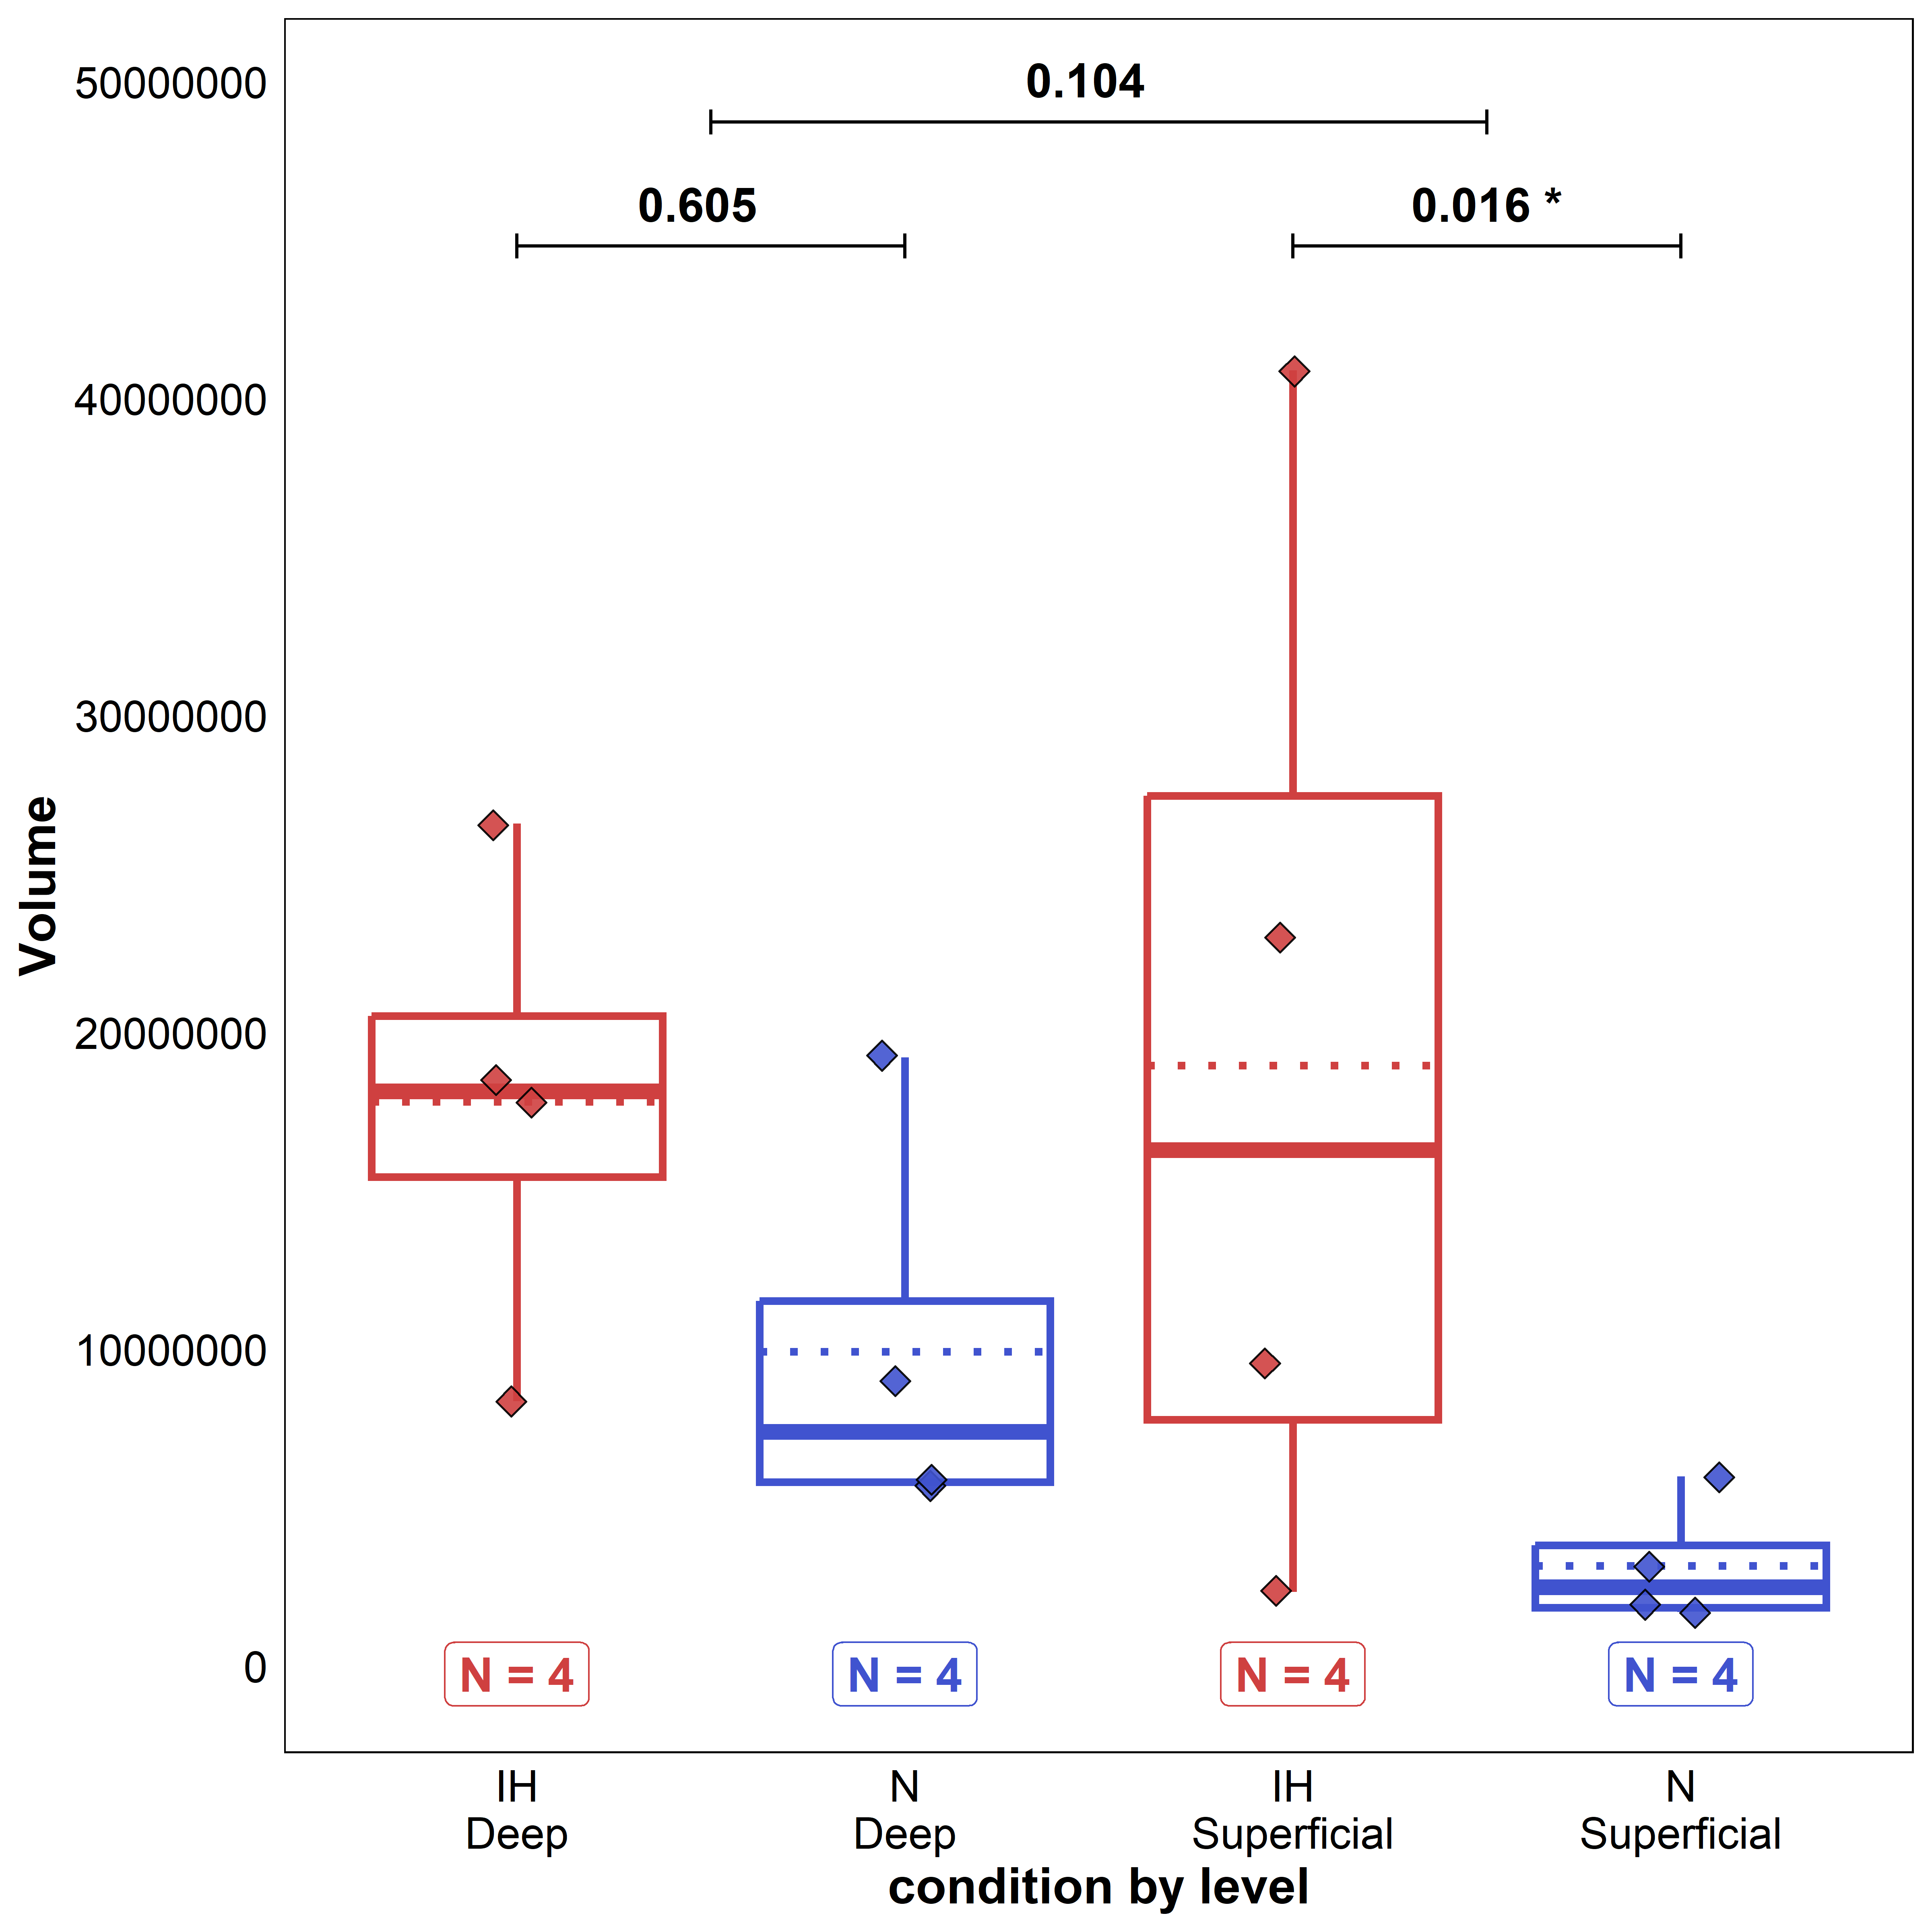 50000000
40000000
30000000
20000000
10000000
0
Volume
0.104
0.605
0.016 *
N = 4
N = 4
N = 4
N = 4
IH
Deep
N
Deep
IH
Superficial
N
Superficial
condition by level